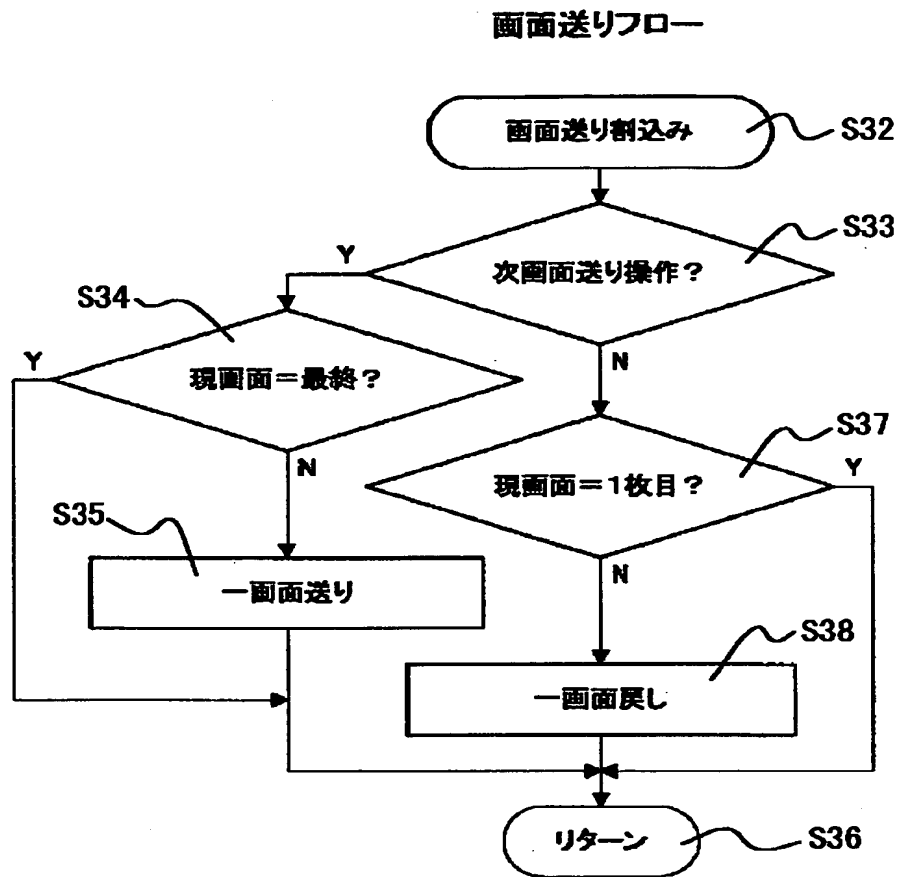 画面送りフロー
画面送り割込み
S32
S33
Y
次画面送り操作?
S34
Y
N
現画面=最終?
S37
N
現画面=1枚目?
Y
S35
一画面送り
N
S38
一画面戻し
リターン
S36